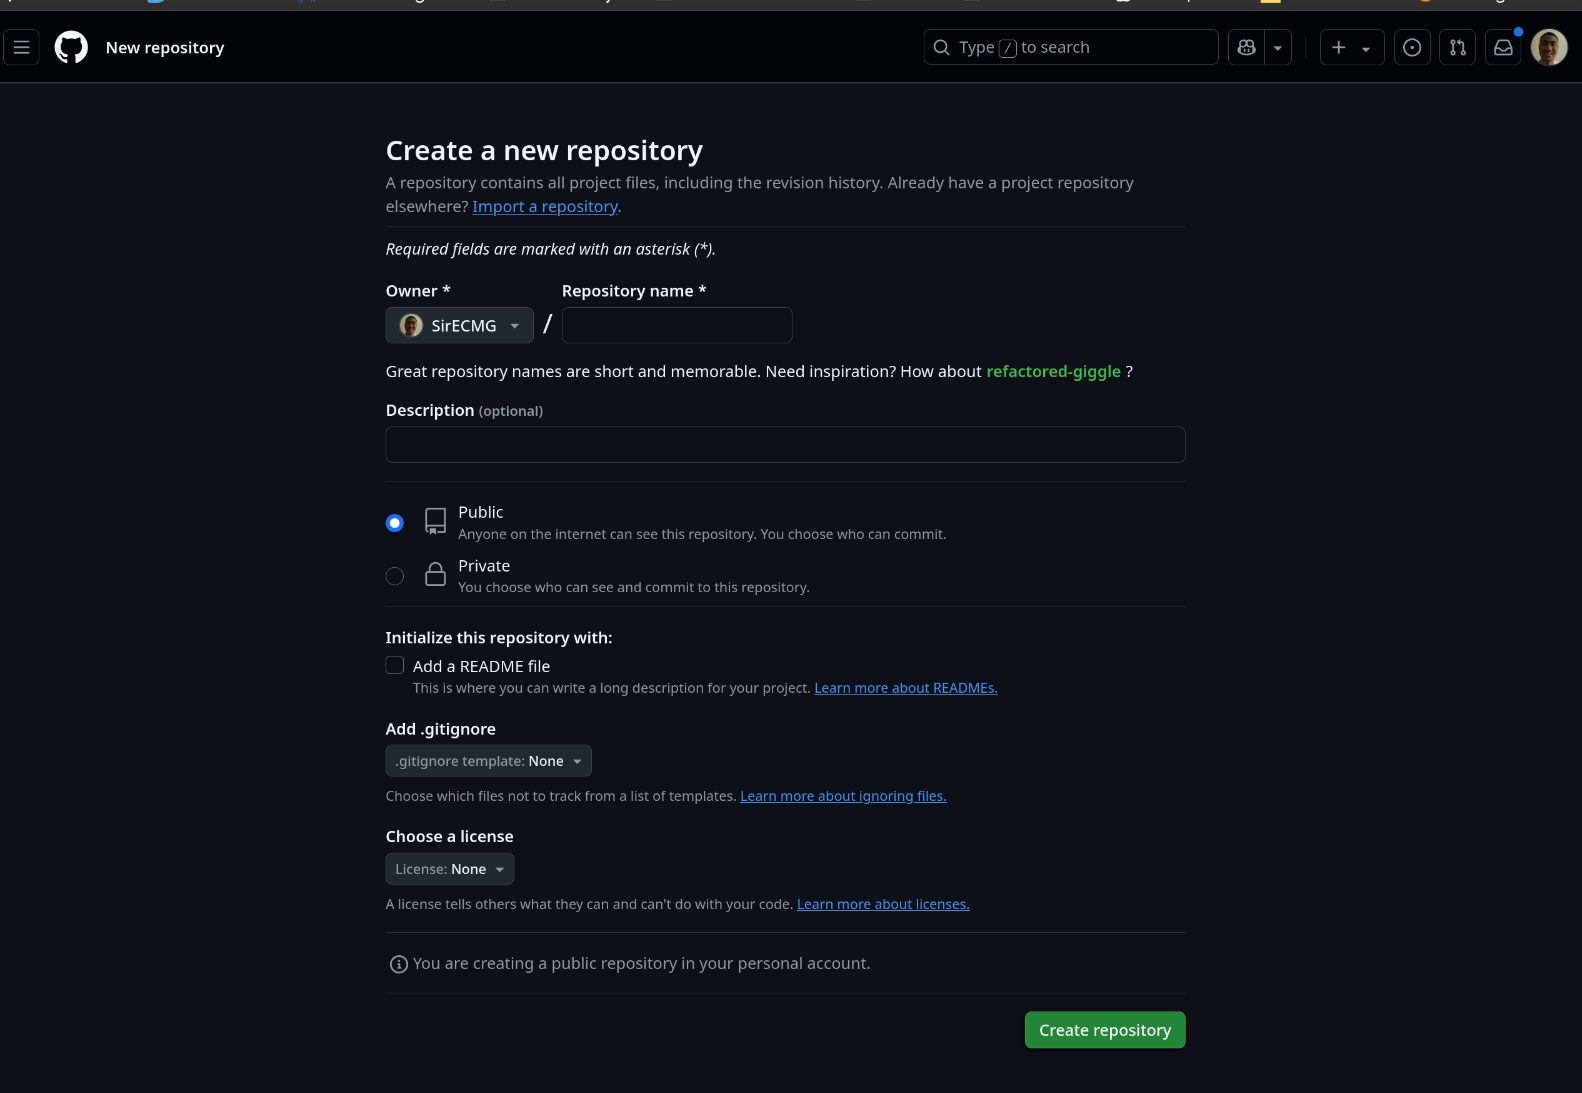 New repository
Type / to search
Create a new repository
A repository contains all project files, including the revision history. Already have a project repository
elsewhere? Import a repository.
Required fields are marked with an asterisk (*).
Owner * Repository name *
SirECMG /
Great repository names are short and memorable. Need inspiration? How about refactored-giggle ?
Description (optional)
Public
Anyone on the internet can see this repository. You choose who can commit.
Private
You choose who can see and commit to this repository.
Initialize this repository with:
Add a README file
This is where you can write a long description for your project. Learn more about READMEs.
Add .gitignore
.gitignore template: None
Choose which files not to track from a list of templates. Learn more about ignoring files.
Choose a license
License: None
A license tells others what they can and can't do with your code. Learn more about licenses.
You are creating a public repository in your personal account.
Create repository